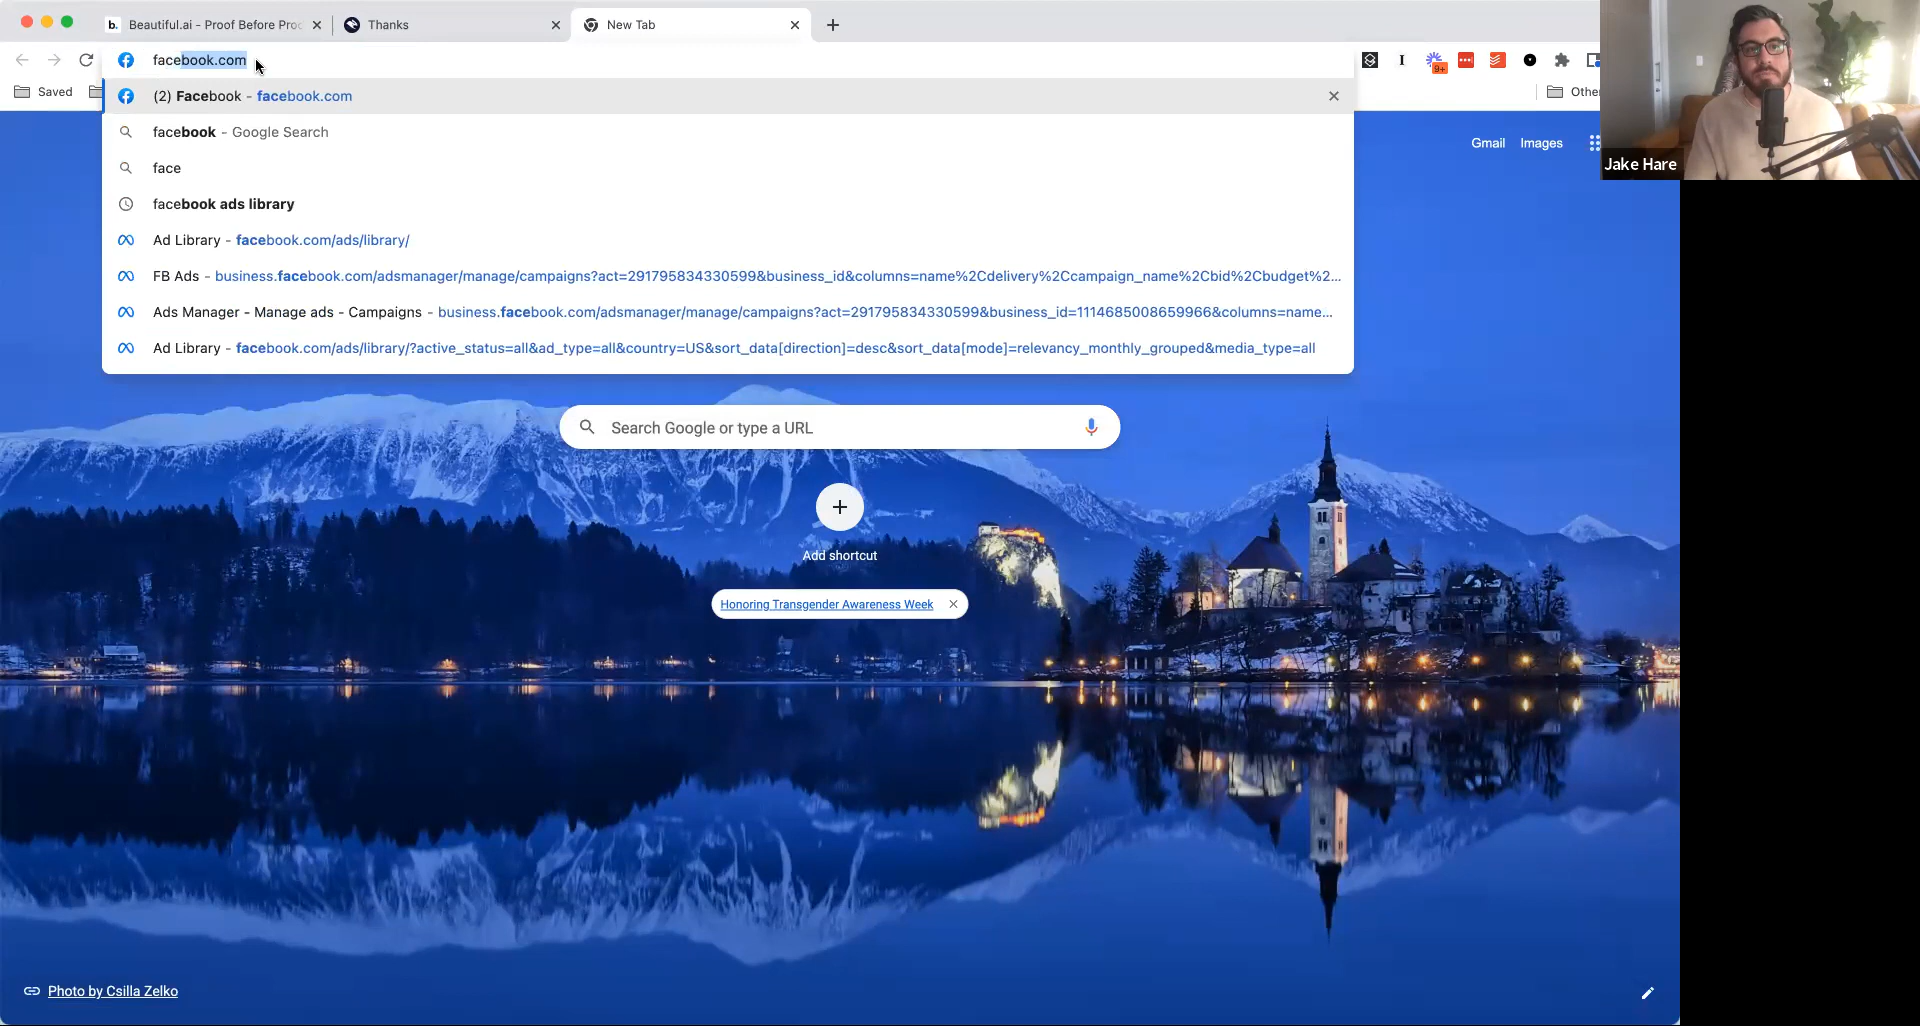 b. Beautiful.ai - Proof Before Proc
Thanks
New Tab
facebook.com
9+
Saved
Other
(2) Facebook - facebook.com
facebook - Google Search
face
facebook ads library
Ad Library - facebook.com/ads/library/
FB Ads - business.facebook.com/adsmanager/manage/campaigns?act=291795834330599&business_id&columns=name%2Cdelivery%2Ccampaign_name%2Cbid%2Cbudget%2...
Ads Manager - Manage ads - Campaigns - business.facebook.com/adsmanager/manage/campaigns?act=291795834330599&business_id=1114685008659966&columns=name...
Ad Library - facebook.com/ads/library/?active_status=all&ad_type=all&country=US&sort_data[direction]=desc&sort_data[mode]=relevancy_monthly_grouped&media_type=all
Gmail Images
Jake Hare
Search Google or type a URL
Add shortcut
Honoring Transgender Awareness Week
Photo by Csilla Zelko